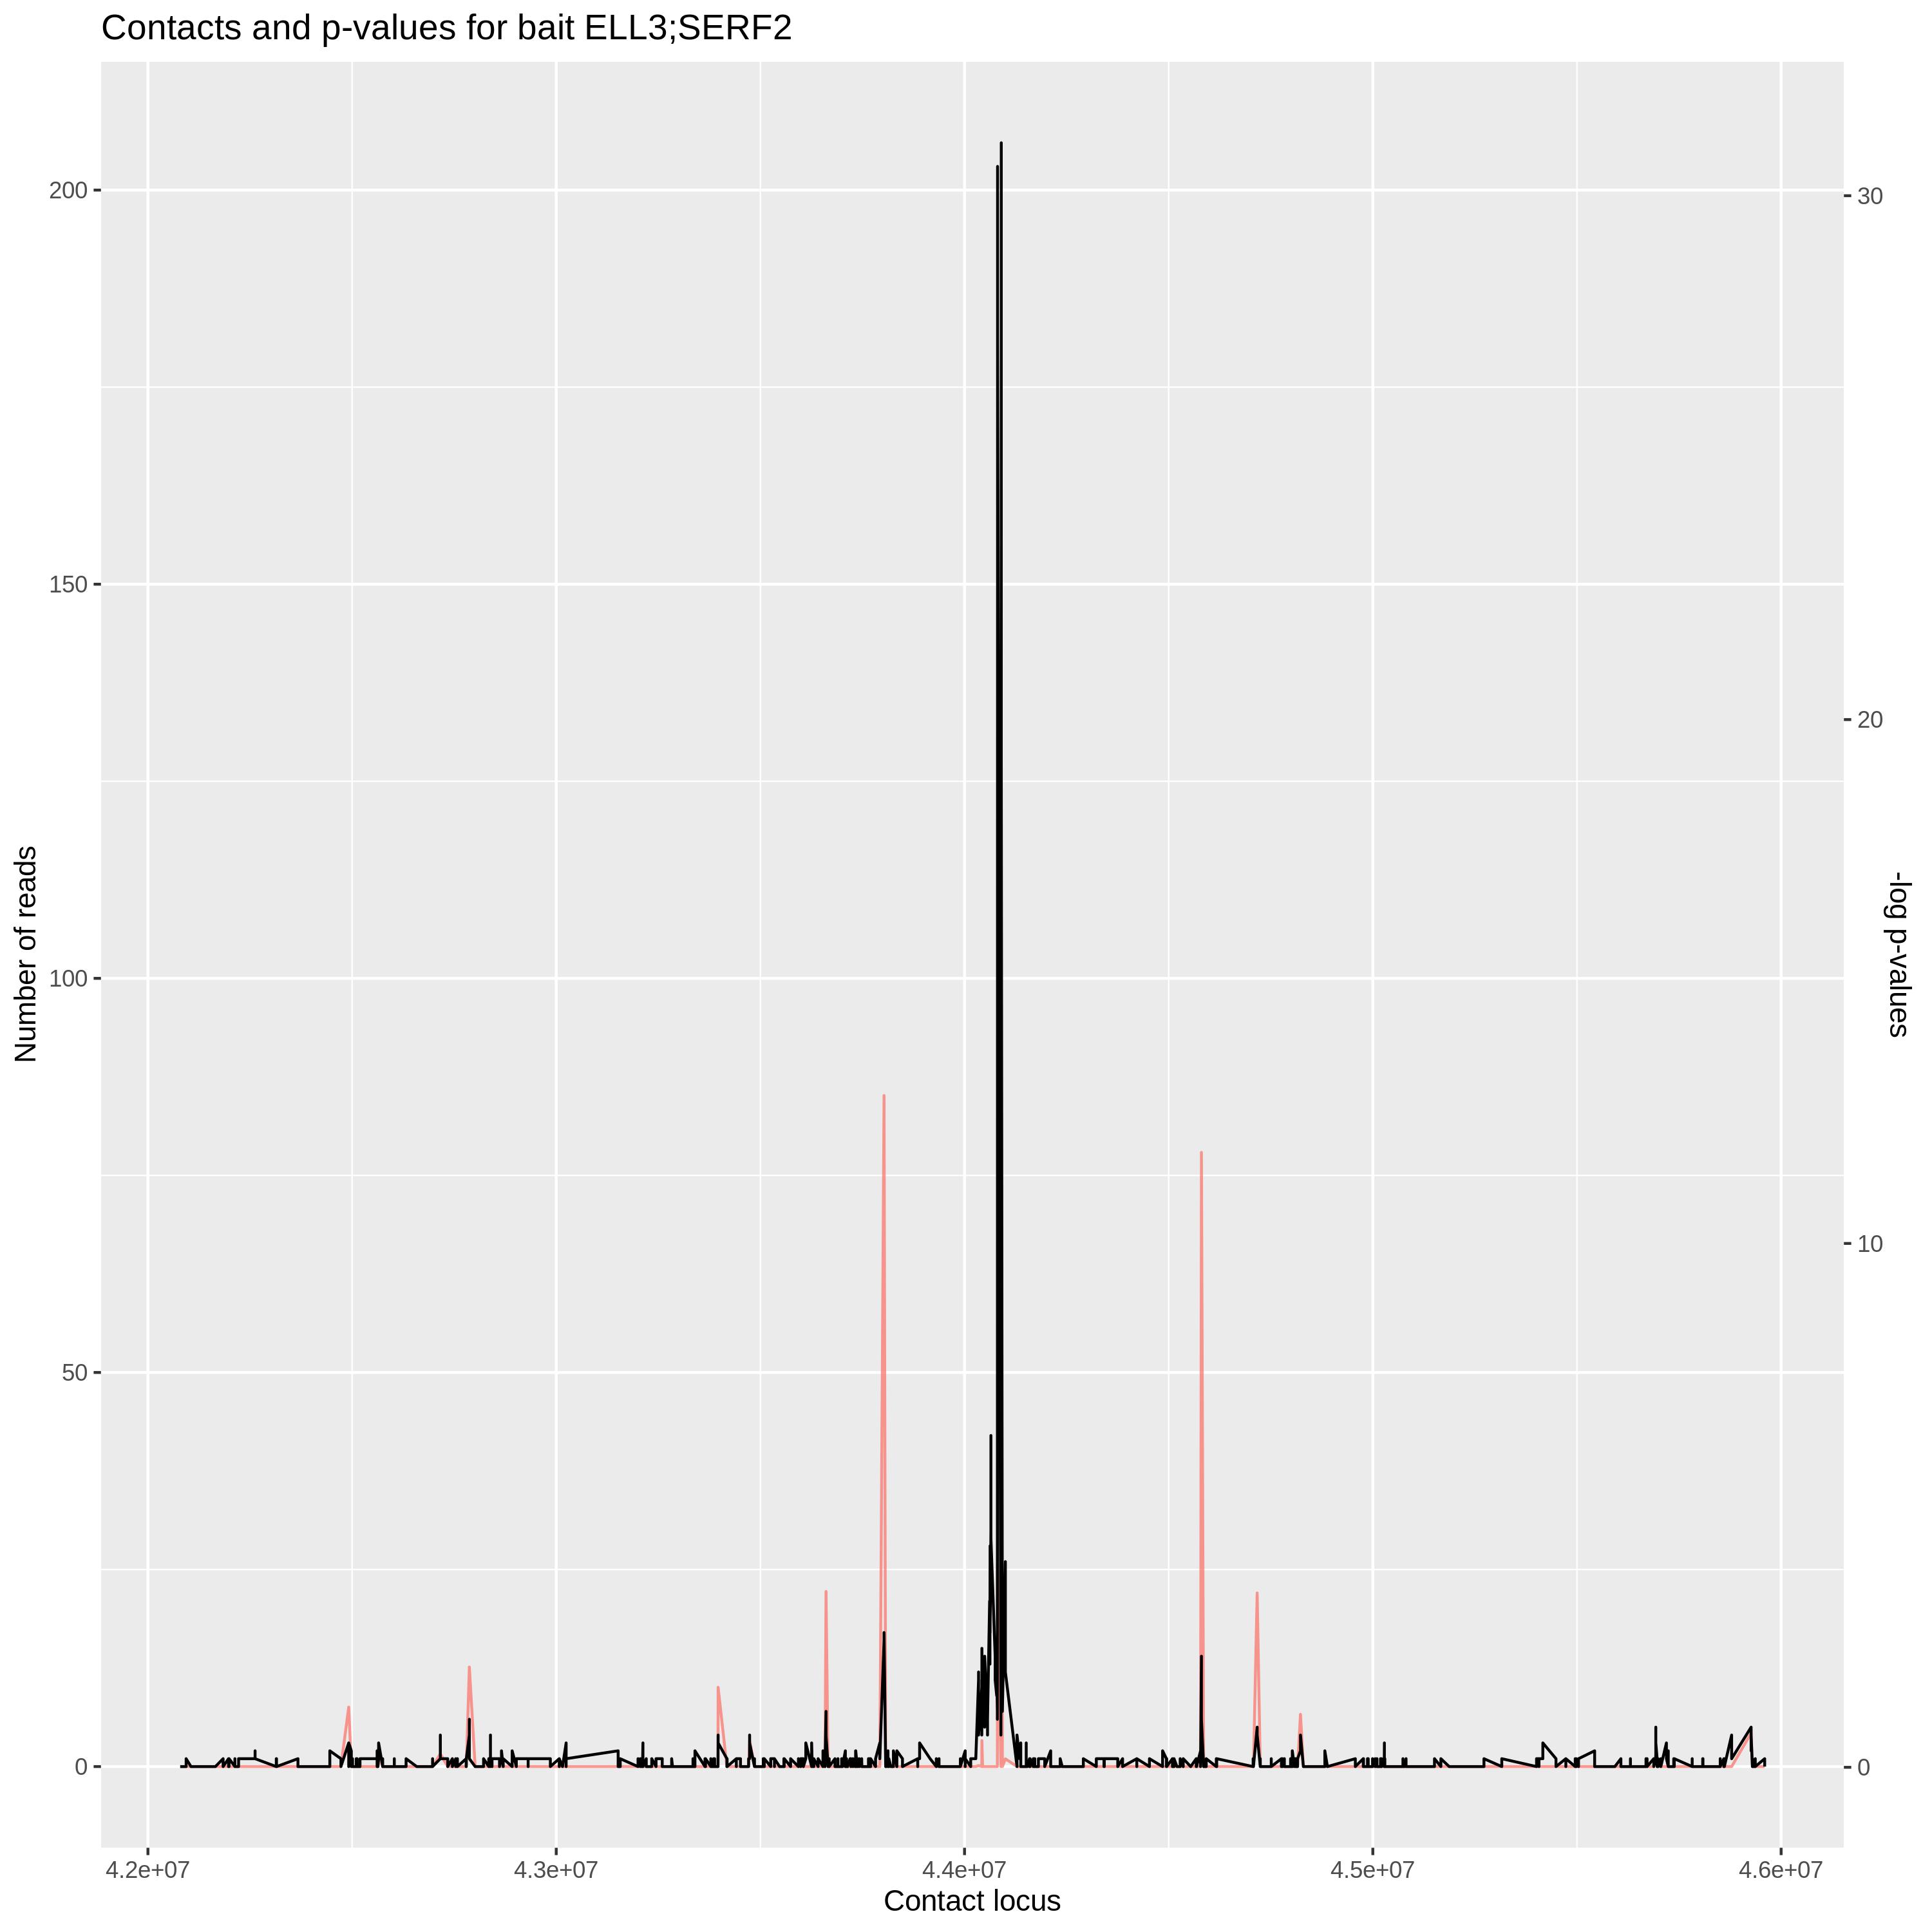 Contacts and p-values for bait ELL3;SERF2
200
150
100
50
0
30
20
10
0
Number of reads
-log p-values
4.2e+07
4.3e+07
4.4e+07
4.5e+07
4.6e+07
Contact locus